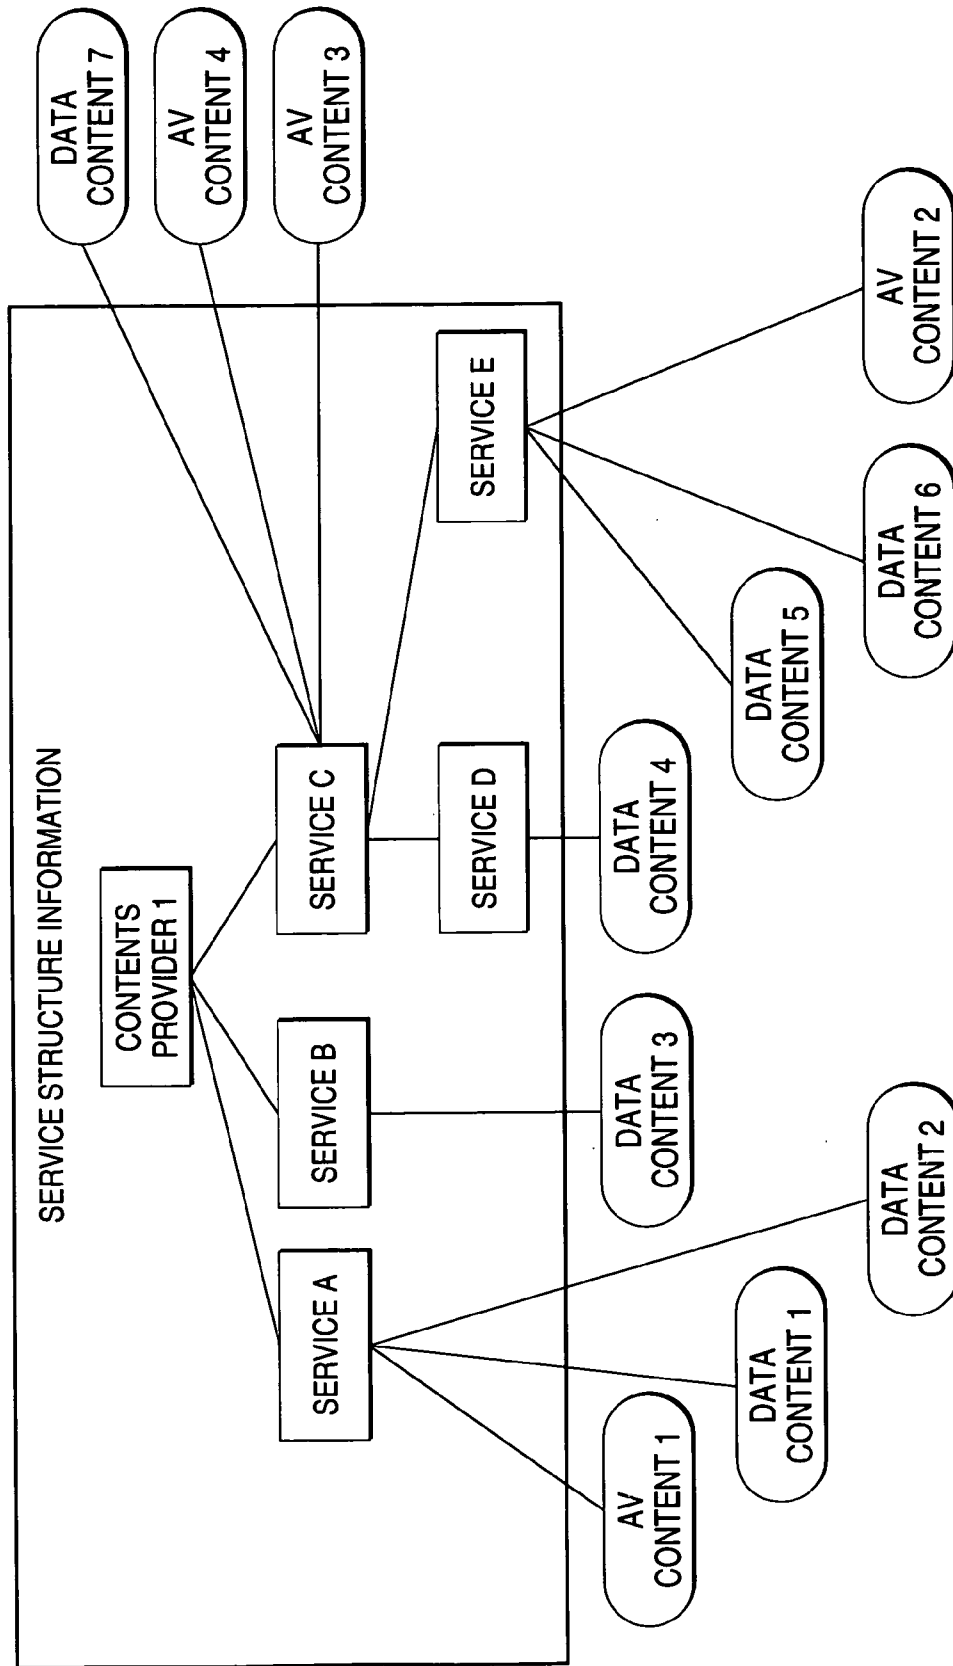 SERVICE STRUCTURE INFORMATION
CONTENTS
PROVIDER 1
SERVICE A
SERVICE B
SERVICE C
SERVICE D
SERVICE E
DATA
CONTENT 7
AV
CONTENT 4
AV
CONTENT 3
AV
CONTENT 1
DATA
CONTENT 1
DATA
CONTENT 2
DATA
CONTENT 3
DATA
CONTENT 4
DATA
CONTENT 5
DATA
CONTENT 6
AV
CONTENT 2